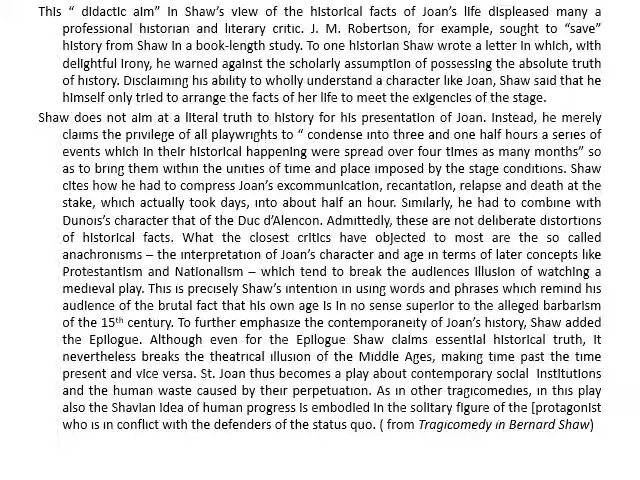 This “ didactic aim” in Shaw’s view of the historical facts of Joan’s life displeased many a
professional historian and literary critic. J. M. Robertson, for example, sought to “save”
history from Shaw in a book-length study. To one historian Shaw wrote a letter in which, with
delightful irony, he warned against the scholarly assumption of possessing the absolute truth
of history. Disclaiming his ability to wholly understand a character like Joan, Shaw said that he
himself only tried to arrange the facts of her life to meet the exigencies of the stage.
Shaw does not aim at a literal truth to history for his presentation of Joan. Instead, he merely
claims the privilege of all playwrights to “ condense into three and one half hours a series of
events which in their historical happening were spread over four times as many months” so
as to bring them within the unities of time and place imposed by the stage conditions. Shaw
cites how he had to compress Joan’s excommunication, recantation, relapse and death at the
stake, which actually took days, into about half an hour. Similarly, he had to combine with
Dunois’s character that of the Duc d’Alencon. Admittedly, these are not deliberate distortions
of historical facts. What the closest critics have objected to most are the so called
anachronisms – the interpretation of Joan’s character and age in terms of later concepts like
Protestantism and Nationalism – which tend to break the audiences illusion of watching a
medieval play. This is precisely Shaw’s intention in using words and phrases which remind his
audience of the brutal fact that his own age is in no sense superior to the alleged barbarism
of the 15th century. To further emphasize the contemporaneity of Joan’s history, Shaw added
the Epilogue. Although even for the Epilogue Shaw claims essential historical truth, it
nevertheless breaks the theatrical illusion of the Middle Ages, making time past the time
present and vice versa. St. Joan thus becomes a play about contemporary social institutions
and the human waste caused by their perpetuation. As in other tragicomedies, in this play
also the Shavian idea of human progress is embodied in the solitary figure of the [protagonist
who is in conflict with the defenders of the status quo. ( from Tragicomedy in Bernard Shaw)